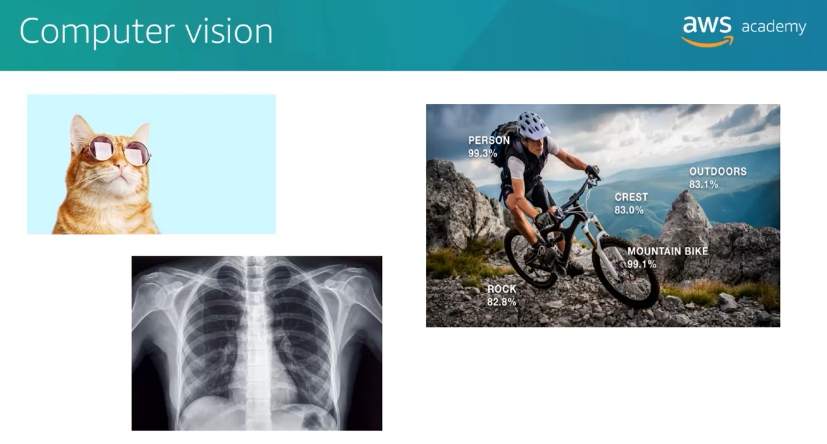 Computer vision
aws academy
PERSON
99.3%
OUTDOORS
83.1%
CREST
83.0%
MOUNTAIN BIKE
99.1%
ROCK
82.8%